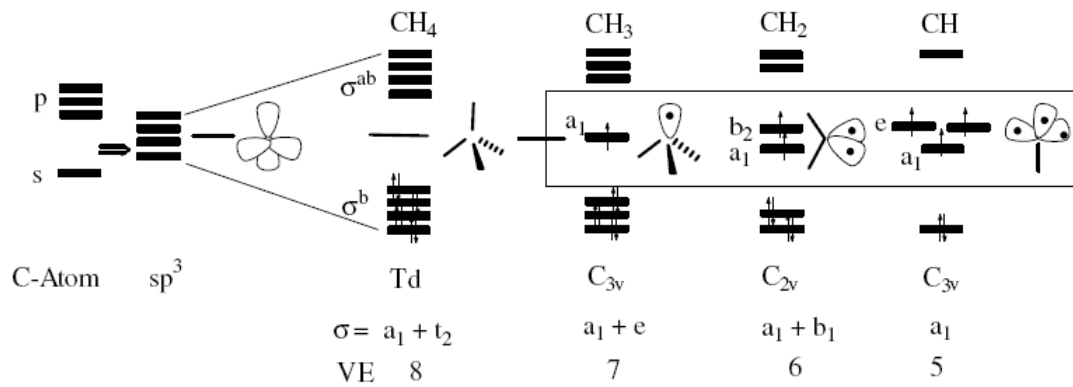 CH₄ CH₃ CH₂ CH
p
σᵃᵇ
a₁ b₂ e
a₁ a₁
s
σᵇ
C-Atom sp³ Td C₃ᵥ C₂ᵥ C₃ᵥ
σ = a₁ + t₂ a₁ + e a₁ + b₁ a₁
VE 8 7 6 5